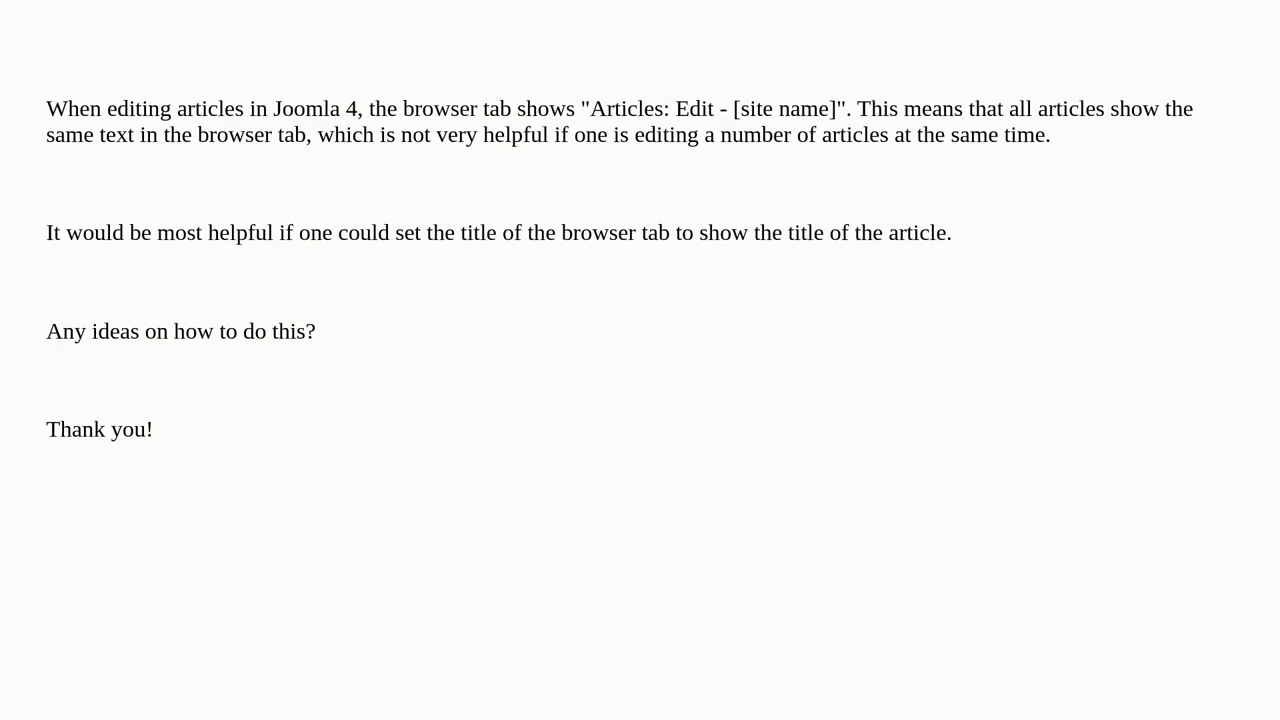 When editing articles in Joomla 4, the browser tab shows "Articles: Edit - [site name]". This means that all articles show the
same text in the browser tab, which is not very helpful if one is editing a number of articles at the same time.
It would be most helpful if one could set the title of the browser tab to show the title of the article.
Any ideas on how to do this?
Thank you!